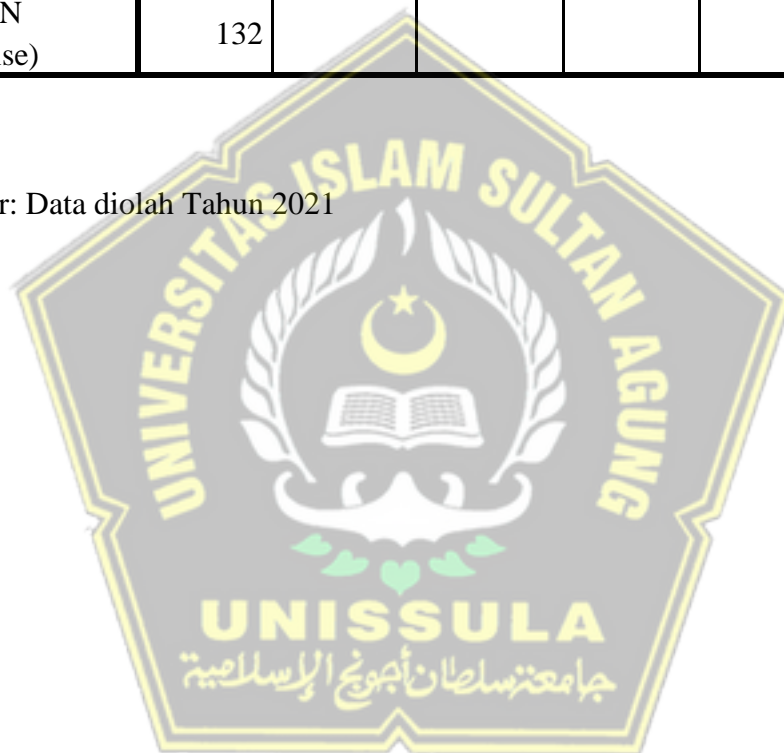 N
se)
132
r: Data diolah Tahun 2021
UNIVERSITAS ISLAM SULTAN AGUNG
UNISSULA
جامعة سلطان أجونج الإسلامية